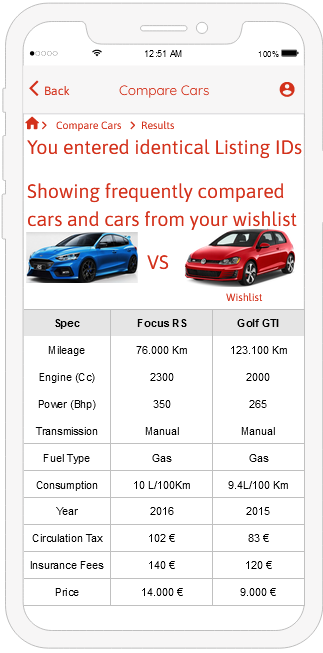 12:51 AM 100%
Back Compare Cars
Compare Cars Results
You entered identical Listing IDs
Showing frequently compared
cars and cars from your wishlist
VS
Wishlist
Spec Focus RS Golf GTI
Mileage 76.000 Km 123.100 Km
Engine (Cc) 2300 2000
Power (Bhp) 350 265
Transmission Manual Manual
Fuel Type Gas Gas
Consumption 10 L/100Km 9.4L/100 Km
Year 2016 2015
Circulation Tax 102 € 83 €
Insurance Fees 140 € 120 €
Price 14.000 € 9.000 €